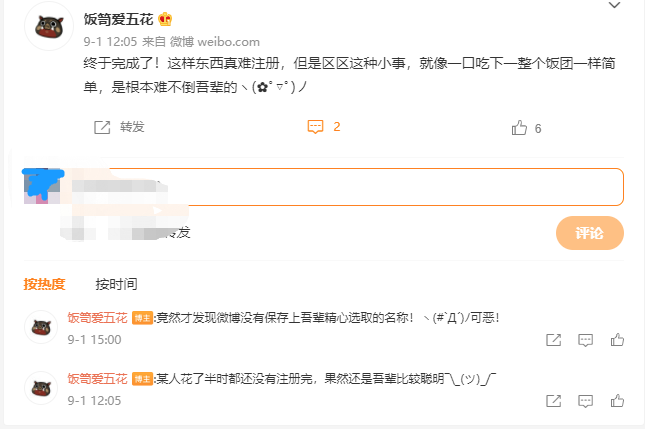 饭笥爱五花
9-1 12:05 来自 微博 weibo.com
终于完成了！这样东西真难注册，但是区区这种小事，就像一口吃下一整个饭团一样简
单，是根本难不倒吾辈的ヽ(✿ﾟ▽ﾟ)ノ
转发 2 6
转发 评论
按热度 按时间
饭笥爱五花 博主:竟然才发现微博没有保存上吾辈精心选取的名称！ヽ(#`Д´)ﾉ可恶！
9-1 15:00
饭笥爱五花 博主:某人花了半时都还没有注册完，果然还是吾辈比较聪明¯\_(ツ)_/¯
9-1 12:05